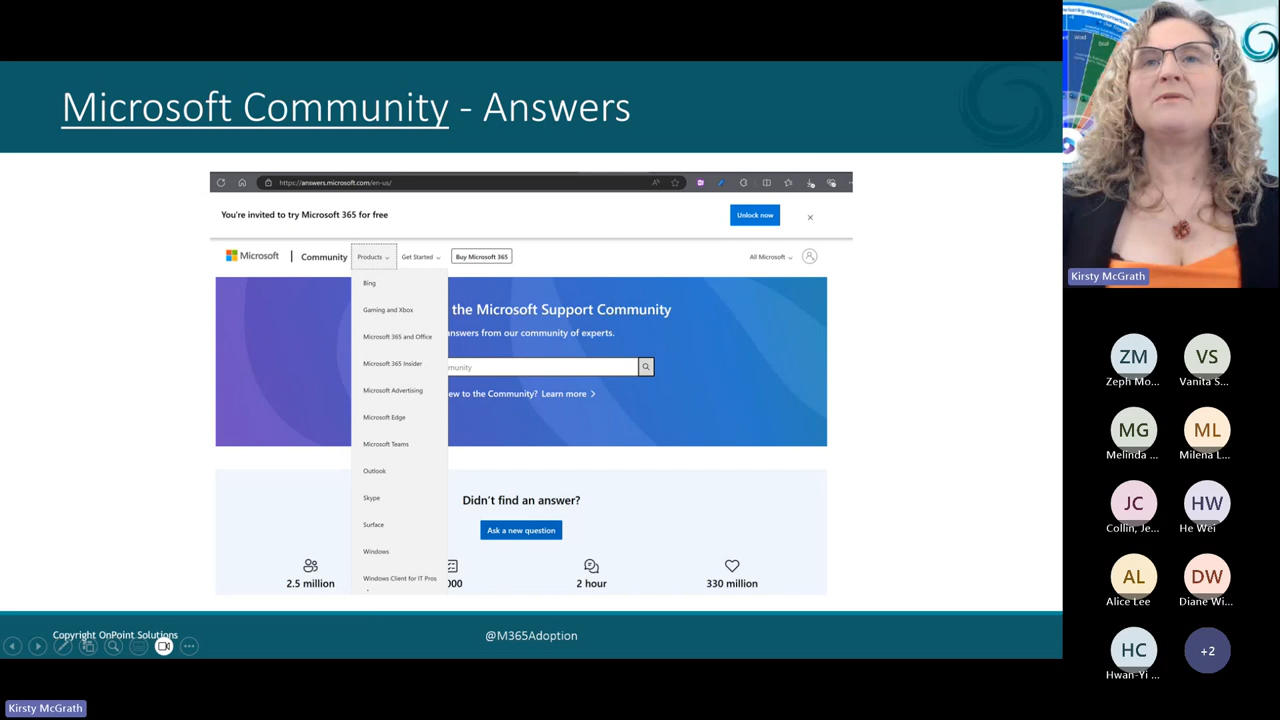 Microsoft Community - Answers
https://answers.microsoft.com/en-us/
You're invited to try Microsoft 365 for free
Unlock now
Microsoft | Community Products Get Started Buy Microsoft 365 All Microsoft
Bing
Gaming and Xbox
Microsoft 365 and Office
Microsoft 365 Insider
Microsoft Advertising
Microsoft Edge
Microsoft Teams
Outlook
Skype
Surface
Windows
Windows Client for IT Pros
the Microsoft Support Community
answers from our community of experts.
munity
ew to the Community? Learn more
Didn't find an answer?
Ask a new question
2.5 million
000
2 hour
330 million
Copyright OnPoint Solutions
@M365Adoption
Kirsty McGrath
Word
Kirsty McGrath
ZM
Zeph Mo...
VS
Vanita S...
MG
Melinda ...
ML
Milena L...
JC
Collin, Je...
HW
He Wei
AL
Alice Lee
DW
Diane Wi...
HC
Hwan-Yi ...
+2